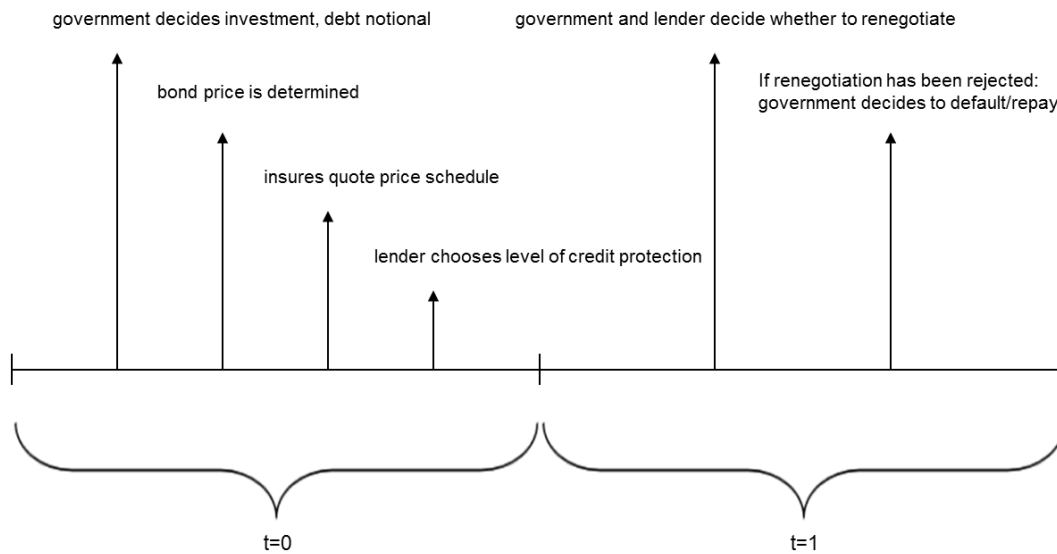 government decides investment, debt notional
government and lender decide whether to renegotiate
bond price is determined
If renegotiation has been rejected:
government decides to default/repay
insures quote price schedule
lender chooses level of credit protection
t=0
t=1